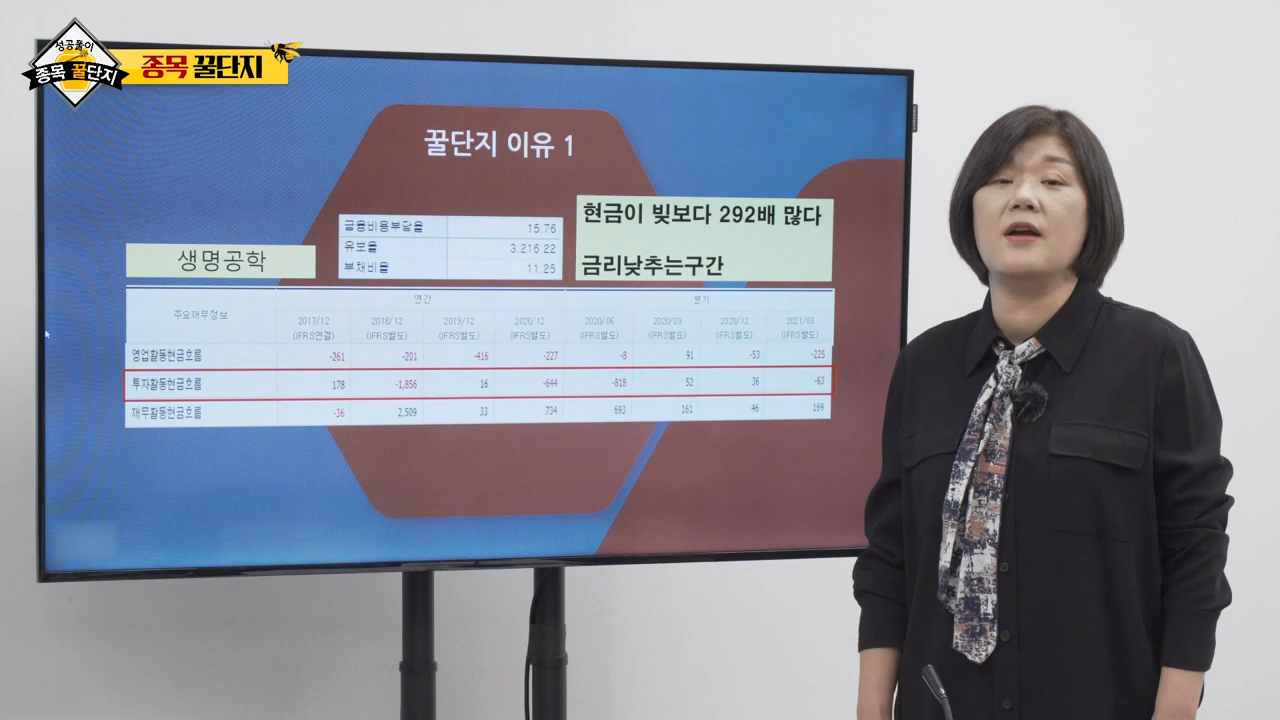 성공풀이
종목 꿀단지
종목 꿀단지
꿀단지 이유 1
현금이 빚보다 292배 많다
금리낮추는구간
금융비용부담율 15.76
유보율 3,216.22
부채비율 11.25
생명공학
주요재무정보 연간 분기
2017/12 2018/12 2019/12 2020/12 2020/06 2020/09 2020/12 2021/03
(IFRS연결) (IFRS별도) (IFRS별도) (IFRS별도) (IFRS별도) (IFRS별도) (IFRS별도) (IFRS별도)
영업활동현금흐름 -261 -201 -416 -227 -8 91 -53 -225
투자활동현금흐름 178 -1,856 16 -644 -818 52 36 -63
재무활동현금흐름 -36 2,509 33 734 693 161 46 169